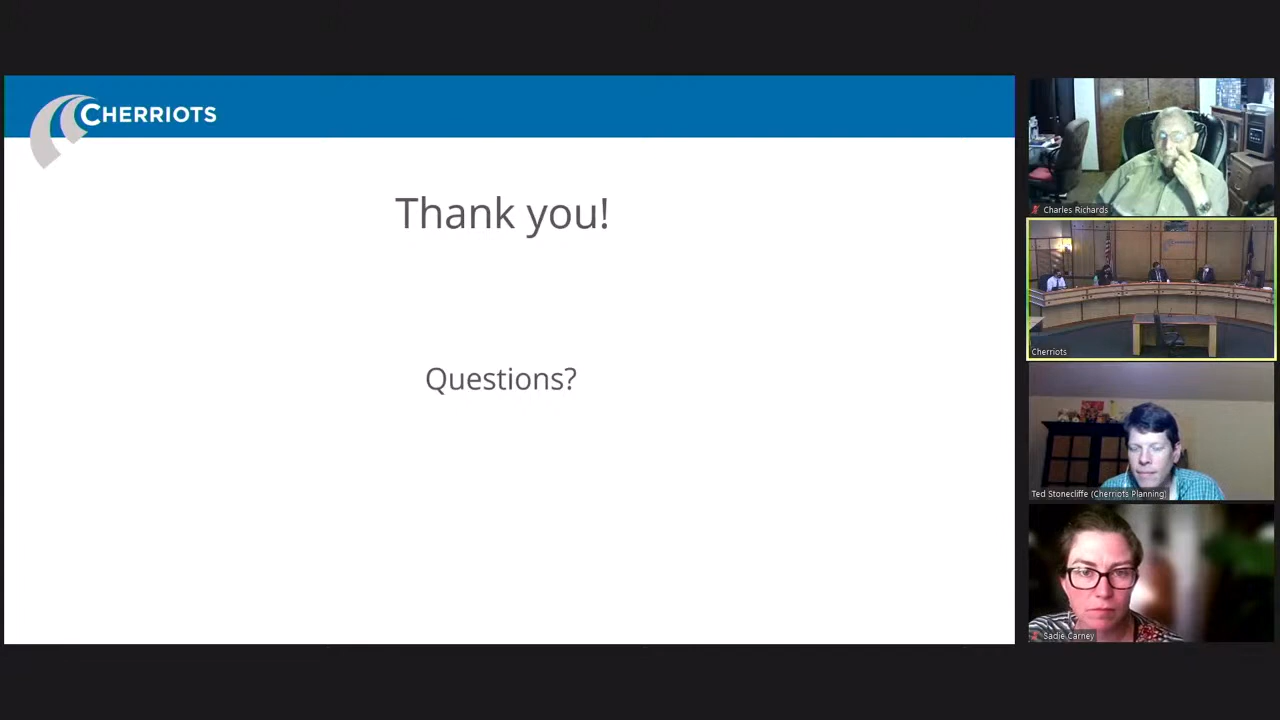 CHERRIOTS
Thank you!
Questions?
Charles Richards
Cherriots
Ted Stonecliffe (Cherriots Planning)
Sadie Carney